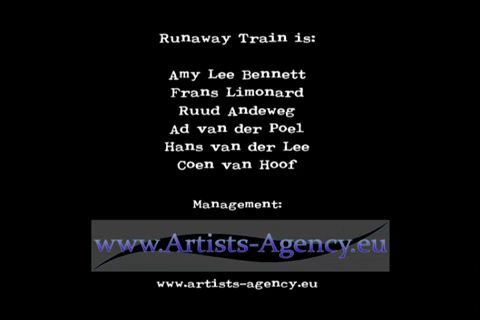 Runaway Train is:
Amy Lee Bennett
Frans Limonard
Ruud Andeweg
Ad van der Poel
Hans van der Lee
Coen van Hoof
Management:
www.Artists-Agency.eu
www.artists-agency.eu